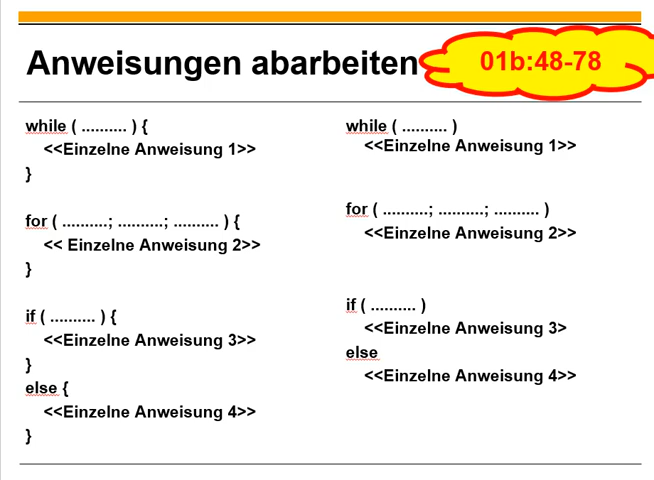 Anweisungen abarbeiten
01b:48-78
while ( .......... ) {
<<Einzelne Anweisung 1>>
}
for ( ..........; ..........; .......... ) {
<< Einzelne Anweisung 2>>
}
if ( .......... ) {
<<Einzelne Anweisung 3>>
}
else {
<<Einzelne Anweisung 4>>
}
while ( .......... )
<<Einzelne Anweisung 1>>
for ( ..........; ..........; .......... )
<<Einzelne Anweisung 2>>
if ( .......... )
<<Einzelne Anweisung 3>
else
<<Einzelne Anweisung 4>>